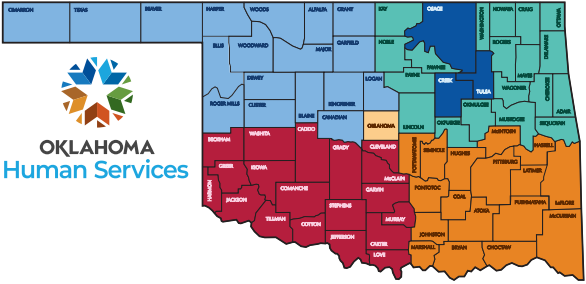 CIMARRON
TEXAS
BEAVER
HARPER
WOODS
ALFALFA
GRANT
KAY
OSAGE
WASHINGTON
NOWATA
CRAIG
OTTAWA
ELLIS
WOODWARD
MAJOR
GARFIELD
NOBLE
PAWNEE
ROGERS
MAYES
DELAWARE
DEWEY
LOGAN
PAYNE
CREEK
TULSA
WAGONER
CHEROKEE
ADAIR
ROGER MILLS
CUSTER
BLAINE
KINGFISHER
CANADIAN
OKLAHOMA
LINCOLN
OKFUSKEE
OKMULGEE
MUSKOGEE
SEQUOYAH
BECKHAM
WASHITA
CADDO
GRADY
CLEVELAND
McCLAIN
POTTAWATOMIE
SEMINOLE
HUGHES
McINTOSH
HASKELL
PITTSBURG
LATIMER
LeFLORE
GREER
KIOWA
HARMON
JACKSON
COMANCHE
TILLMAN
COTTON
STEPHENS
JEFFERSON
GARVIN
MURRAY
CARTER
LOVE
PONTOTOC
COAL
ATOKA
PUSHMATAHA
McCURTAIN
JOHNSTON
MARSHALL
BRYAN
CHOCTAW
OKLAHOMA
Human Services